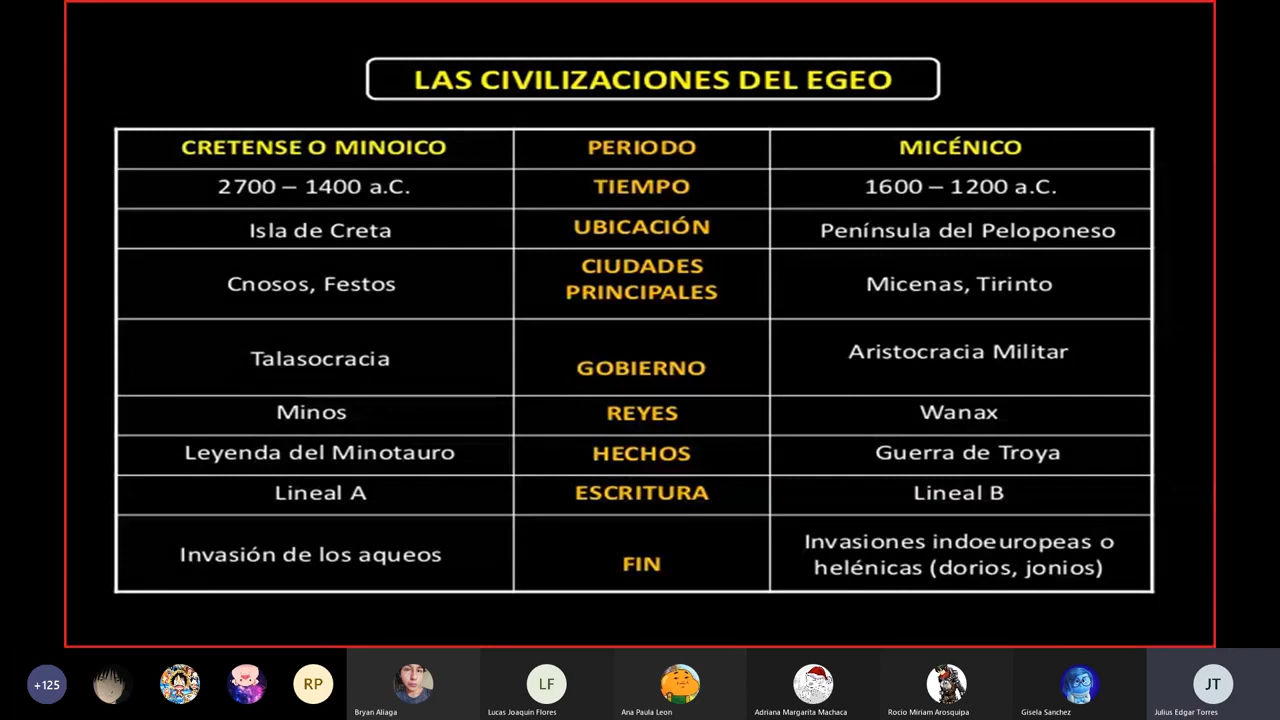 LAS CIVILIZACIONES DEL EGEO
CRETENSE O MINOICO PERIODO MICÉNICO
2700 – 1400 a.C. TIEMPO 1600 – 1200 a.C.
Isla de Creta UBICACIÓN Península del Peloponeso
Cnosos, Festos CIUDADES PRINCIPALES Micenas, Tirinto
Talasocracia GOBIERNO Aristocracia Militar
Minos REYES Wanax
Leyenda del Minotauro HECHOS Guerra de Troya
Lineal A ESCRITURA Lineal B
Invasión de los aqueos FIN Invasiones indoeuropeas o
helénicas (dorios, jonios)
+125 RP LF JT
Bryan Aliaga Lucas Joaquin Flores Ana Paula Leon Adriana Margarita Machaca Rocio Miriam Arosquipa Gisela Sanchez Julius Edgar Torres